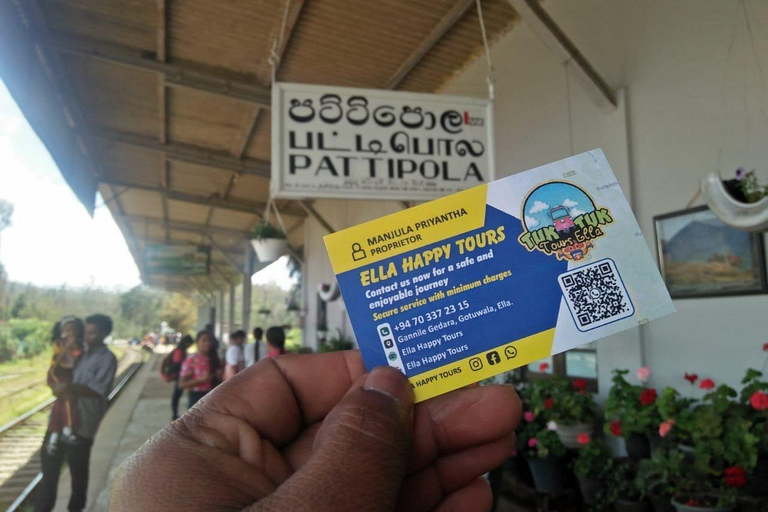 පට්ටිපොල
பட்டிபொல
PATTIPOLA
MANJULA PRIYANTHA
PROPRIETOR
ELLA HAPPY TOURS
Contact us now for a safe and
enjoyable journey
Secure service with minimum charges
+94 70 337 23 15
Gannile Gedara, Gotuwala, Ella.
Ella Happy Tours
Ella Happy Tours
HAPPY TOURS
TUK TUK
Tours Ella